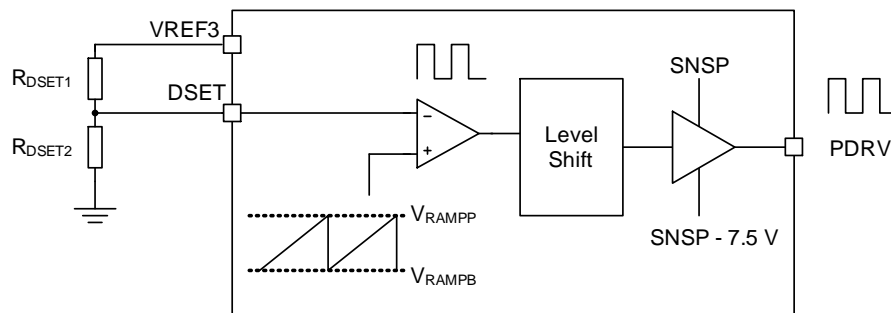 VREF3
SNSP
RDSET1
DSET
−
+
Level
Shift
PDRV
RDSET2
VRAMPP
SNSP - 7.5 V
VRAMPB